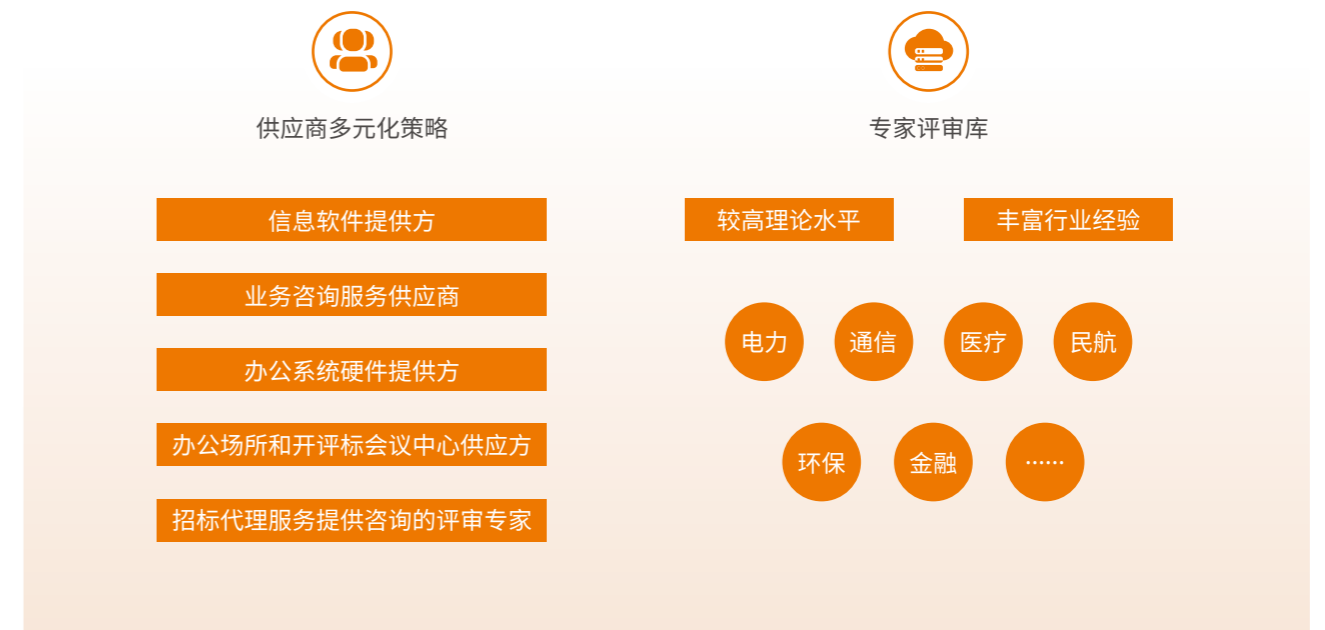 供应商多元化策略
信息软件提供方
业务咨询服务供应商
办公系统硬件提供方
办公场所和开评标会议中心供应方
招标代理服务提供咨询的评审专家
专家评审库
较高理论水平
丰富行业经验
电力
通信
医疗
民航
环保
金融
……